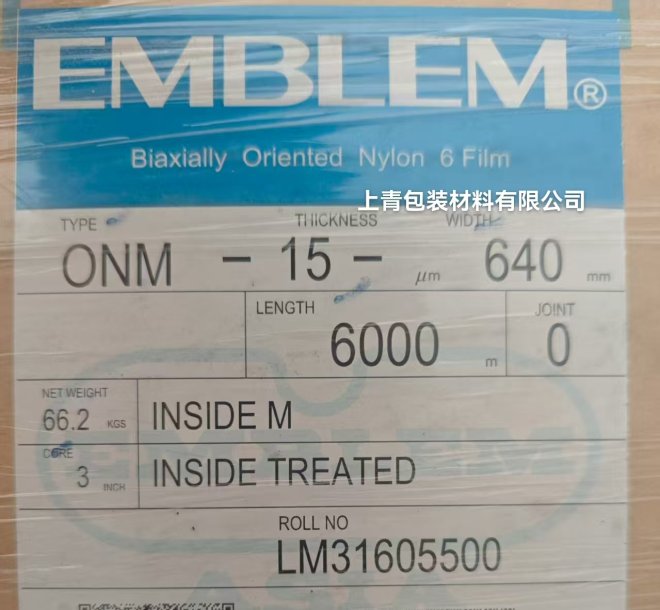 EMBLEM®
Biaxially Oriented Nylon 6 Film
上青包装材料有限公司
TYPE THICKNESS WIDTH
ONM - 15 - μm 640 mm
LENGTH JOINT
6000 m 0
NET WEIGHT
66.2 KGS INSIDE M
CORE
3 INCH INSIDE TREATED
ROLL NO
LM31605500